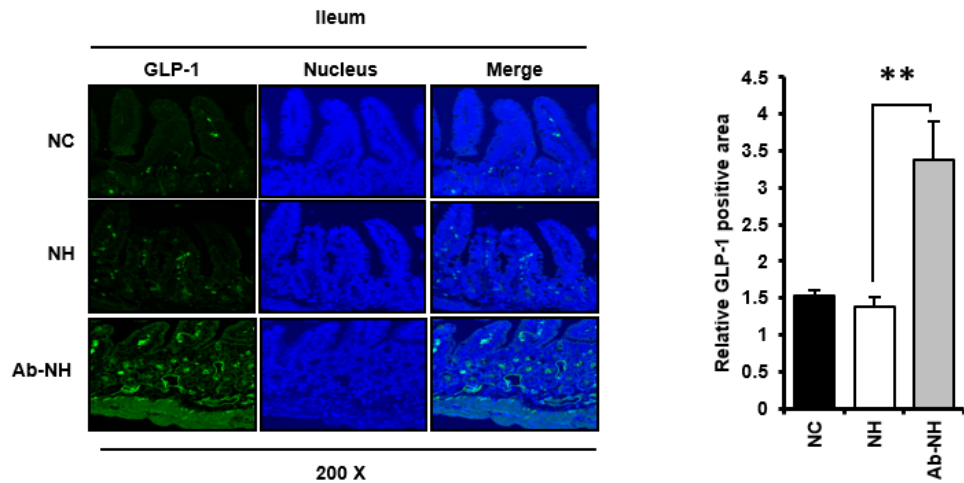 Ileum
GLP-1 Nucleus Merge
NC
NH
Ab-NH
200 X
**
Relative GLP-1 positive area
4.5
4
3.5
3
2.5
2
1.5
1
0.5
0
NC
NH
Ab-NH